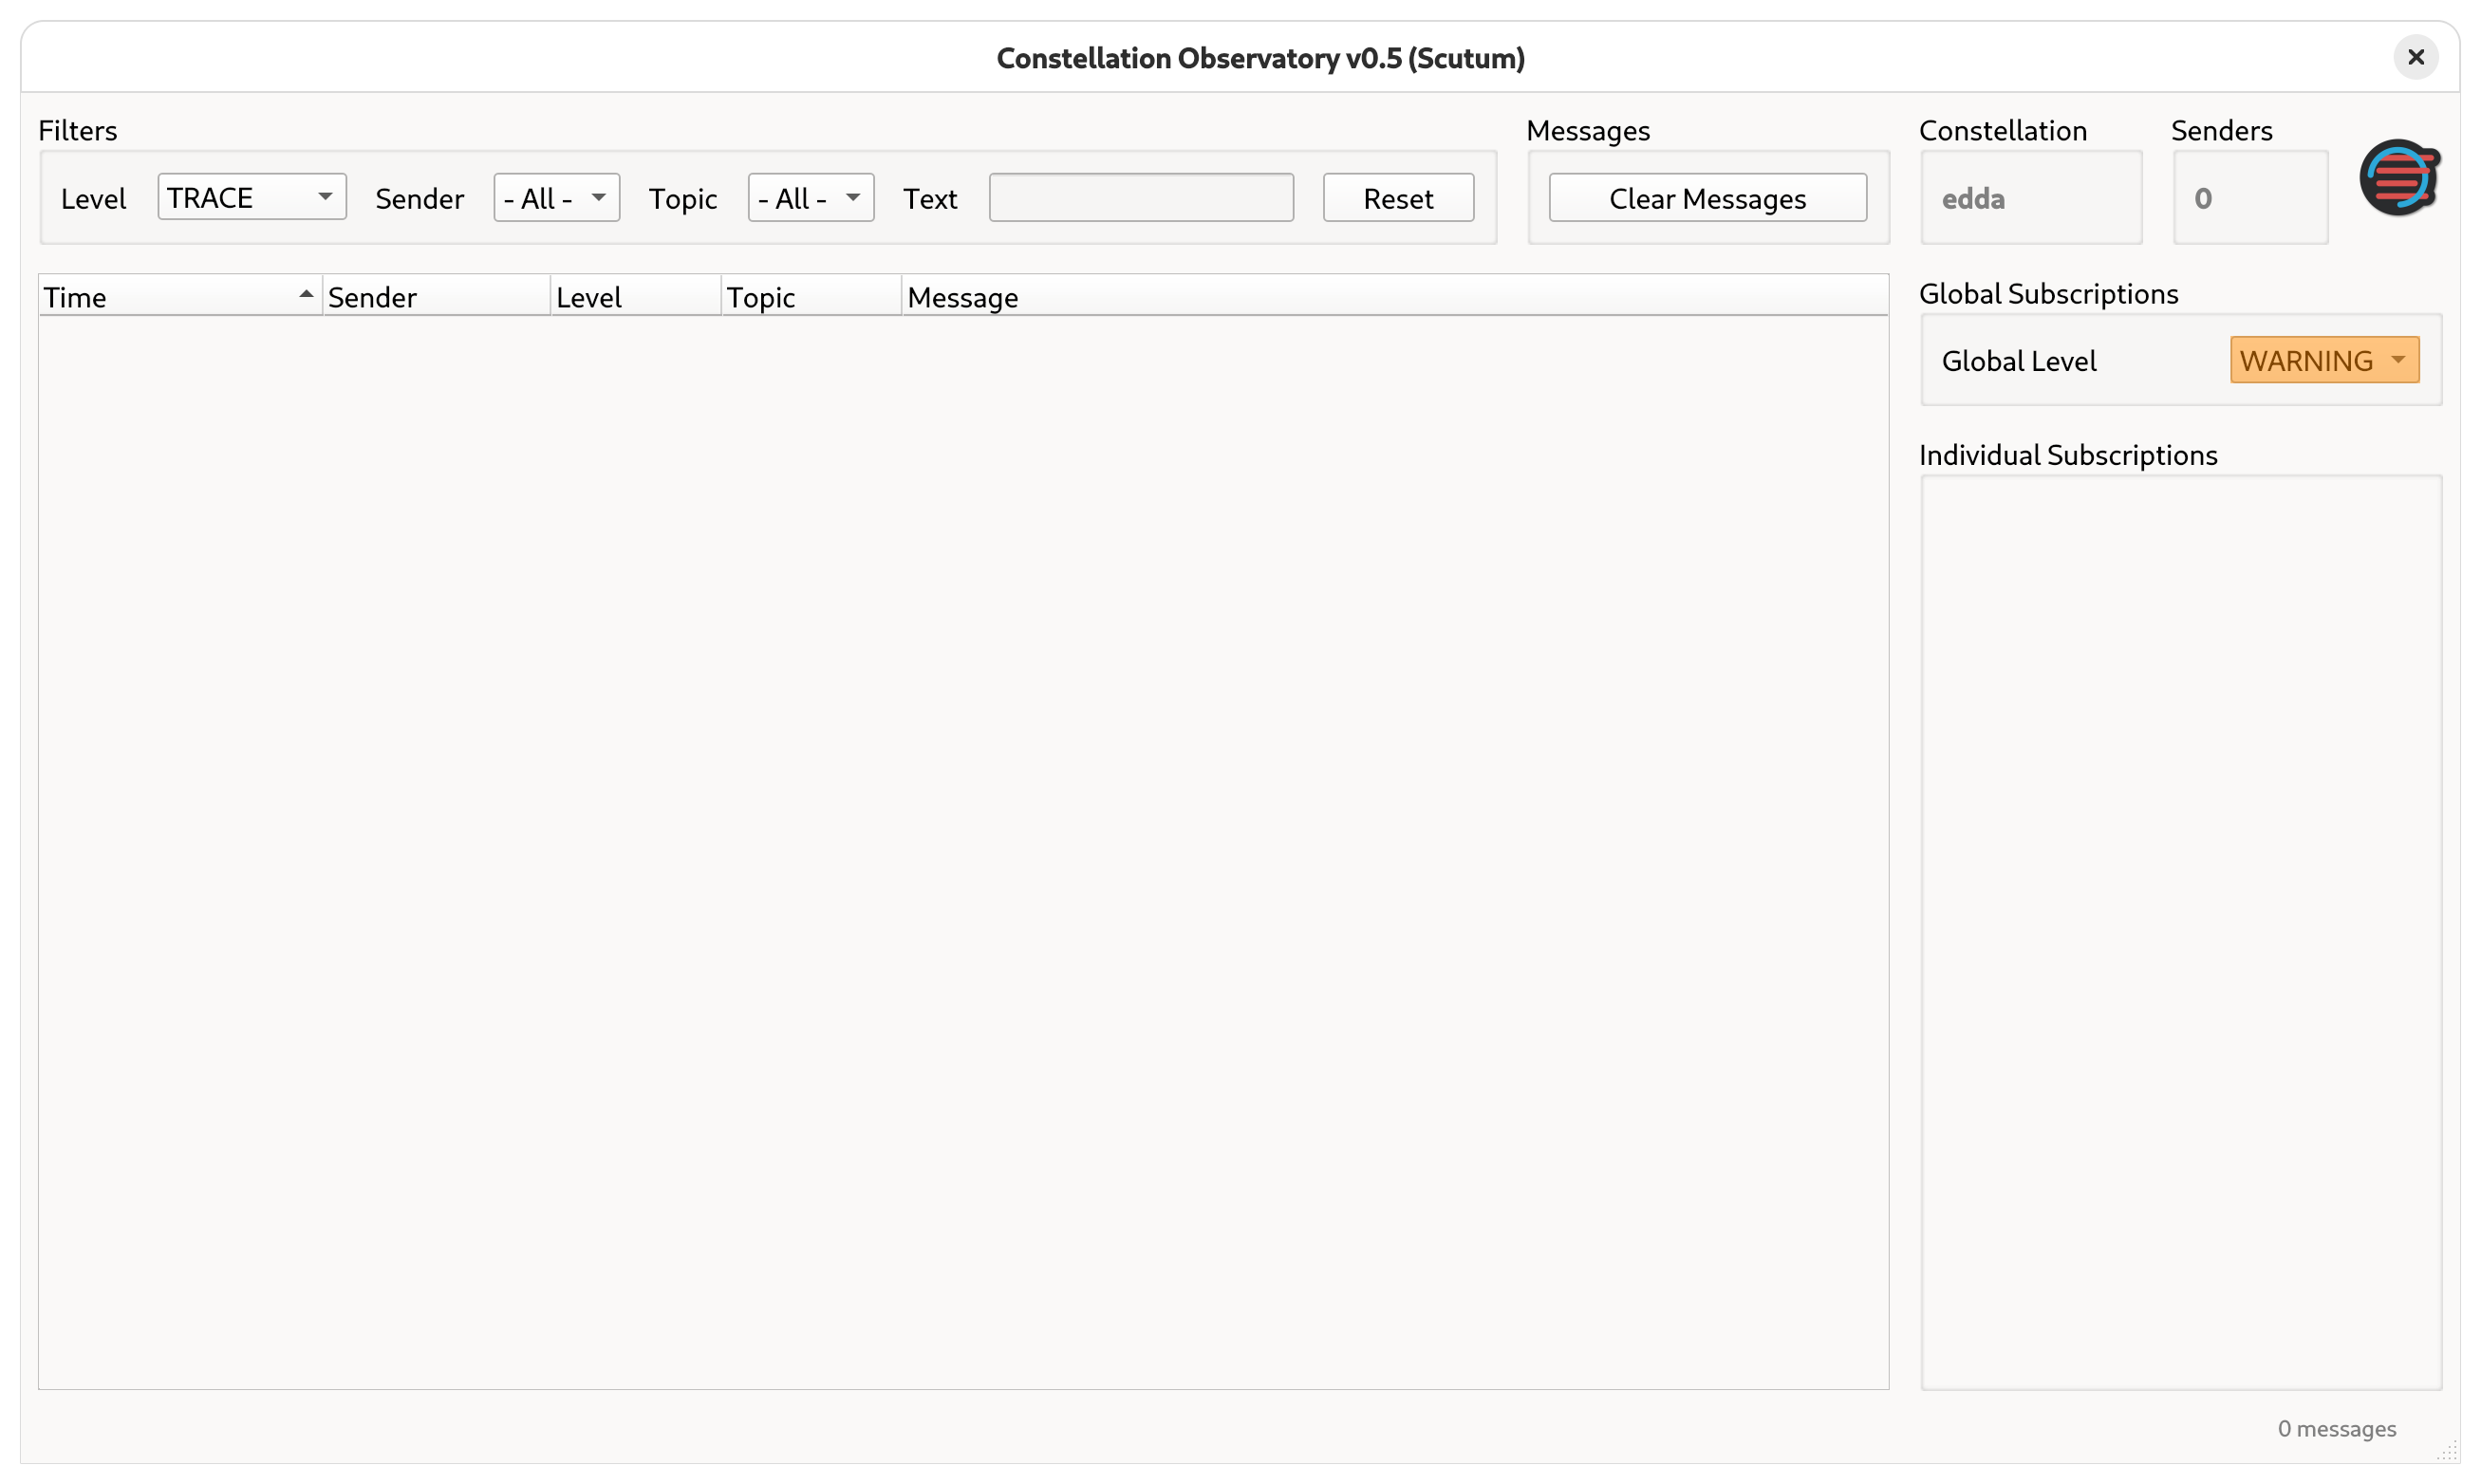 Constellation Observatory v0.5 (Scutum)
Filters
Level TRACE Sender - All - Topic - All - Text Reset
Messages
Clear Messages
Constellation
edda
Senders
0
Time Sender Level Topic Message
Global Subscriptions
Global Level WARNING
Individual Subscriptions
0 messages